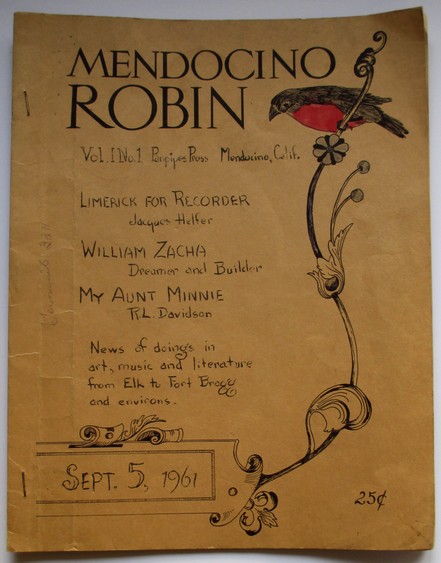 MENDOCINO
ROBIN
Vol. I No. 1 Panpipes Press Mendocino, Calif.
LIMERICK FOR RECORDER
Jacques Helfer
WILLIAM ZACHA
Dreamer and Builder
MY AUNT MINNIE
R.L. Davidson
News of doings in
art, music and literature
from Elk to Fort Bragg
and environs.
SEPT. 5, 1961
25¢